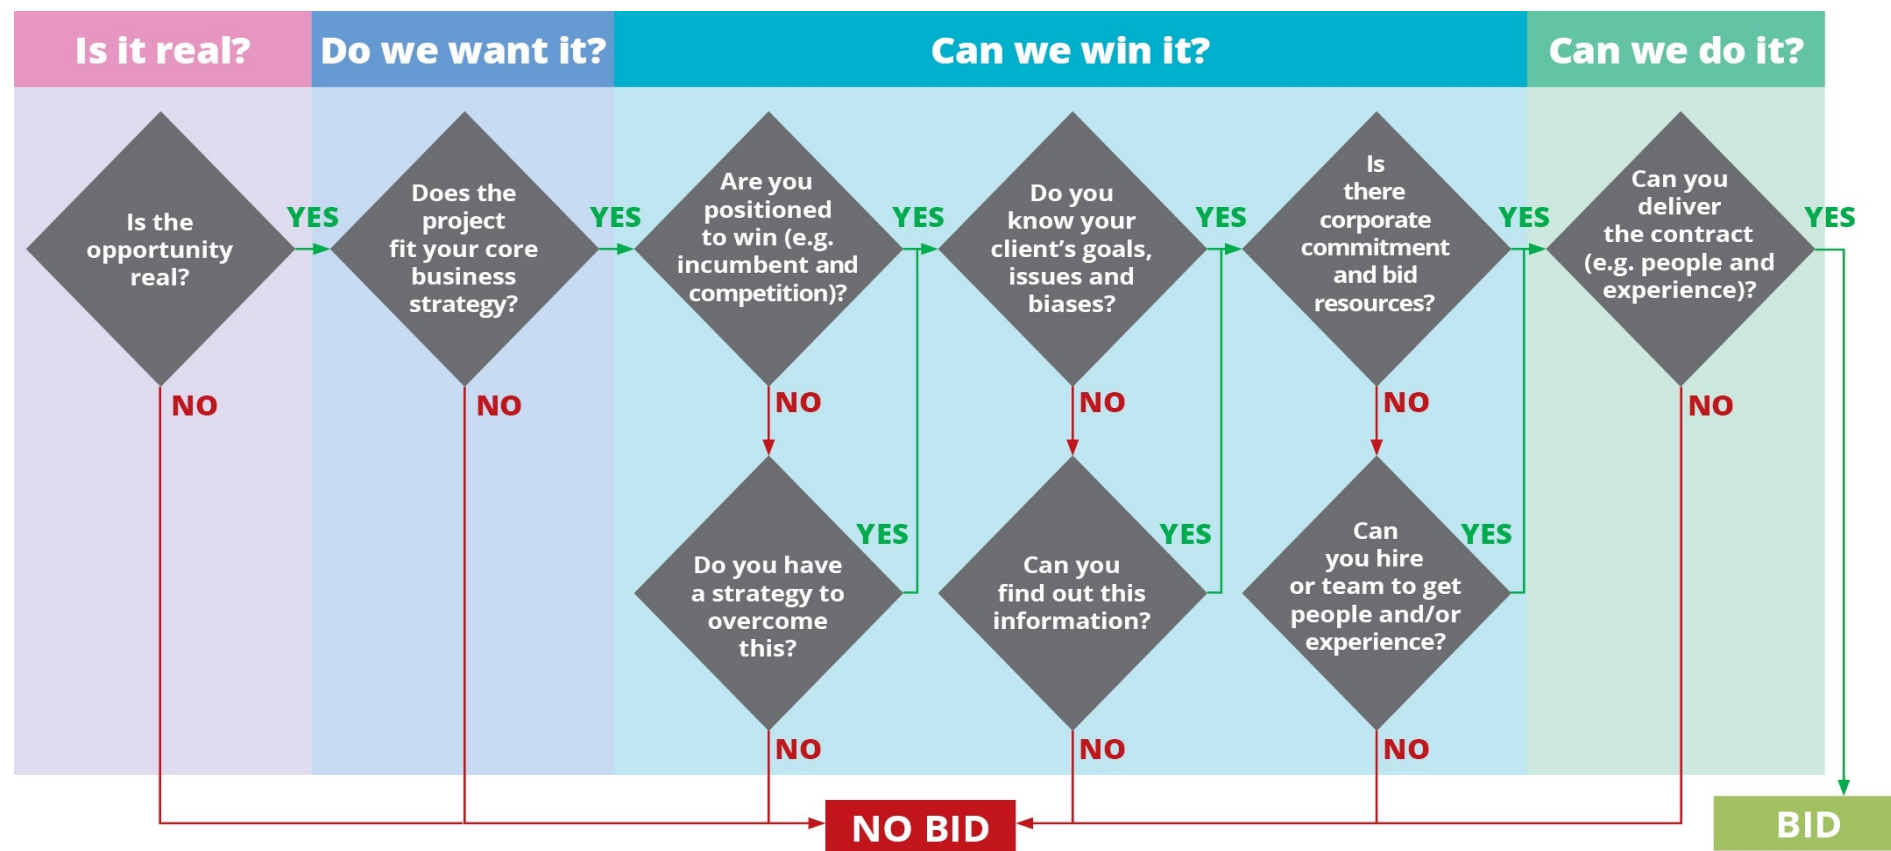 Is it real?
Do we want it?
Can we win it?
Can we do it?
Is the
opportunity
real?
YES
NO
Does the
project
fit your core
business
strategy?
YES
NO
Are you
positioned
to win (e.g.
incumbent and
competition)?
YES
NO
Do you have
a strategy to
overcome
this?
YES
NO
Do you
know your
client's goals,
issues and
biases?
YES
NO
Can you
find out this
information?
YES
NO
Is
there
corporate
commitment
and bid
resources?
YES
NO
Can
you hire
or team to get
people and/or
experience?
YES
NO
Can you
deliver
the contract
(e.g. people and
experience)?
YES
NO
NO BID
BID